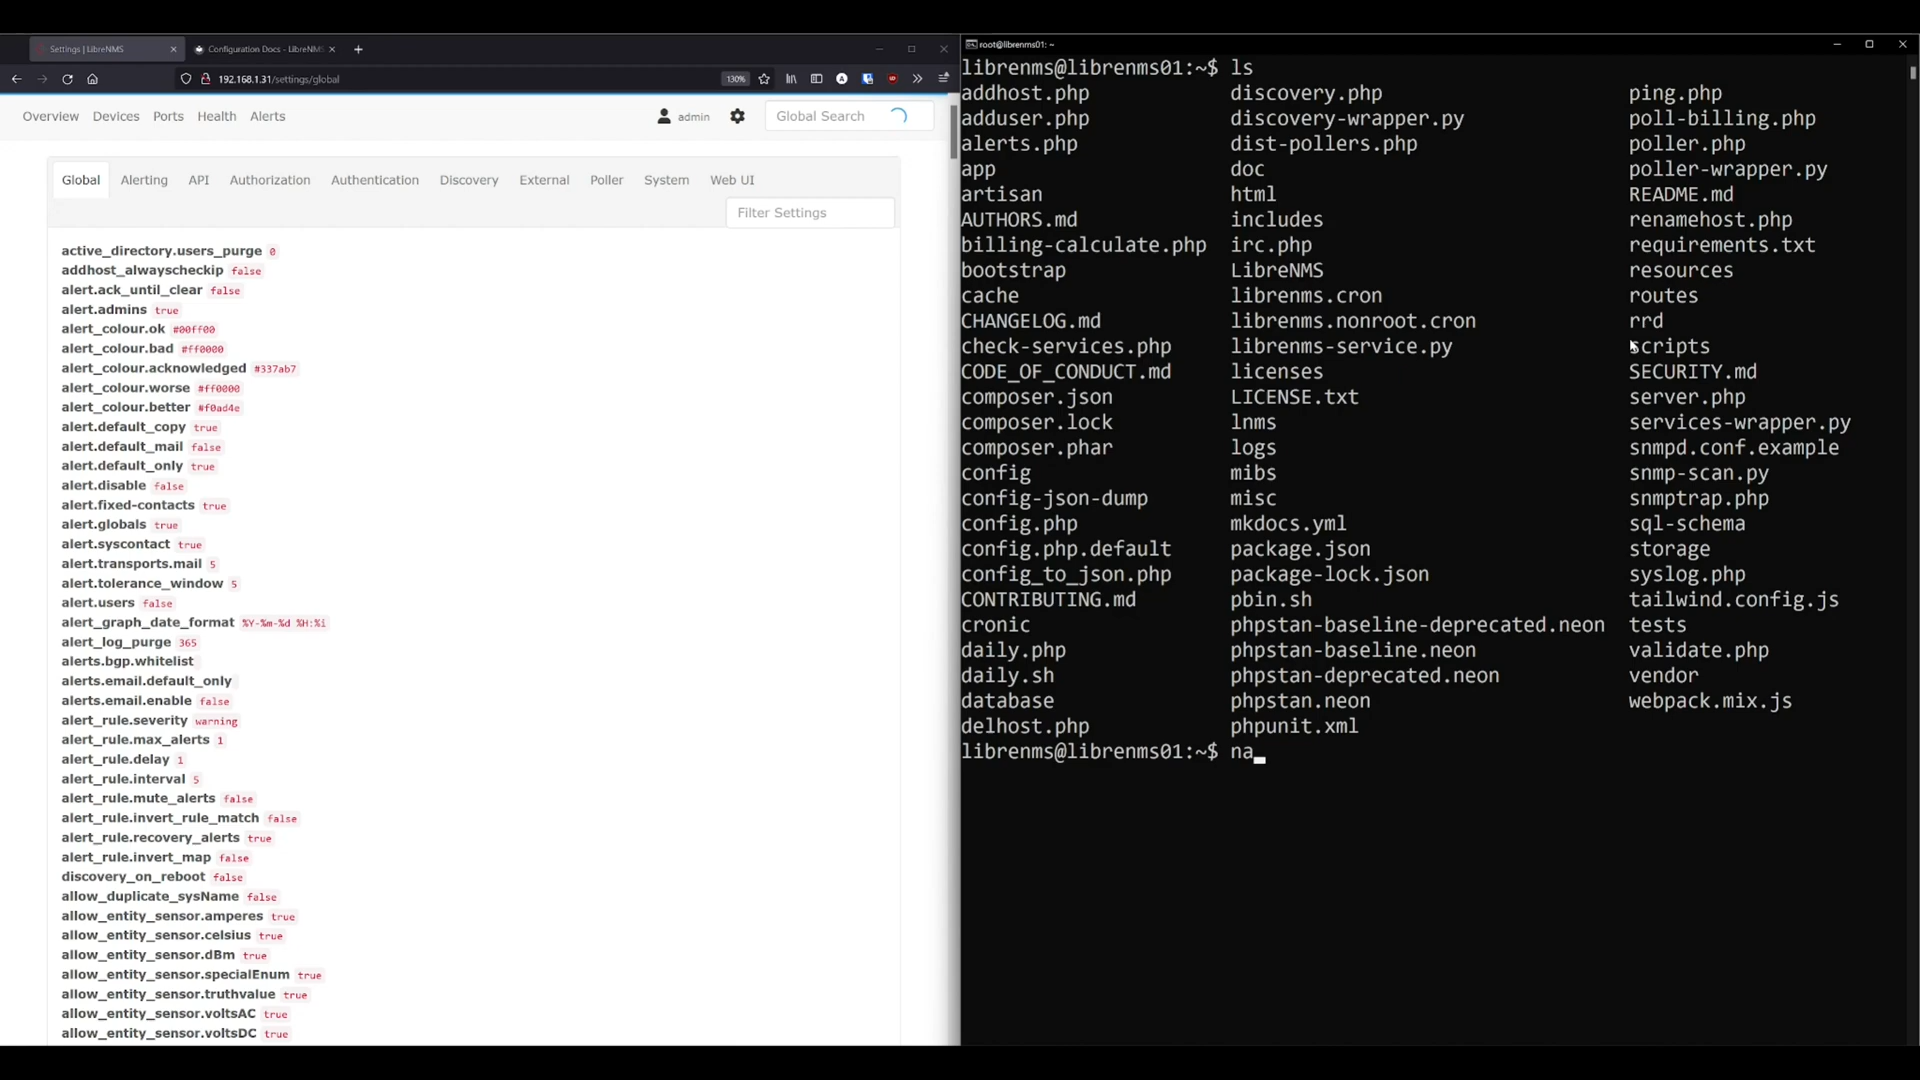 Settings | LibreNMS
Configuration Docs - LibreNMS
192.168.1.31/settings/global
130%
Overview Devices Ports Health Alerts
admin
Global Search
Global Alerting API Authorization Authentication Discovery External Poller System Web UI
Filter Settings
active_directory.users_purge 0
addhost_alwayscheckip false
alert.ack_until_clear false
alert.admins true
alert_colour.ok #00ff00
alert_colour.bad #ff0000
alert_colour.acknowledged #337ab7
alert_colour.worse #ff0000
alert_colour.better #f0ad4e
alert.default_copy true
alert.default_mail false
alert.default_only true
alert.disable false
alert.fixed-contacts true
alert.globals true
alert.syscontact true
alert.transports.mail 5
alert.tolerance_window 5
alert.users false
alert_graph_date_format %Y-%m-%d %H:%i
alert_log_purge 365
alerts.bgp.whitelist
alerts.email.default_only
alerts.email.enable false
alert_rule.severity warning
alert_rule.max_alerts 1
alert_rule.delay 1
alert_rule.interval 5
alert_rule.mute_alerts false
alert_rule.invert_rule_match false
alert_rule.recovery_alerts true
alert_rule.invert_map false
discovery_on_reboot false
allow_duplicate_sysName false
allow_entity_sensor.amperes true
allow_entity_sensor.celsius true
allow_entity_sensor.dBm true
allow_entity_sensor.specialEnum true
allow_entity_sensor.truthvalue true
allow_entity_sensor.voltsAC true
allow_entity_sensor.voltsDC true
root@librenms01: ~
librenms@librenms01:~$ ls
addhost.php discovery.php ping.php
adduser.php discovery-wrapper.py poll-billing.php
alerts.php dist-pollers.php poller.php
app doc poller-wrapper.py
artisan html README.md
AUTHORS.md includes renamehost.php
billing-calculate.php irc.php requirements.txt
bootstrap LibreNMS resources
cache librenms.cron routes
CHANGELOG.md librenms.nonroot.cron rrd
check-services.php librenms-service.py scripts
CODE_OF_CONDUCT.md licenses SECURITY.md
composer.json LICENSE.txt server.php
composer.lock lnms services-wrapper.py
composer.phar logs snmpd.conf.example
config mibs snmp-scan.py
config-json-dump misc snmptrap.php
config.php mkdocs.yml sql-schema
config.php.default package.json storage
config_to_json.php package-lock.json syslog.php
CONTRIBUTING.md pbin.sh tailwind.config.js
cronic phpstan-baseline-deprecated.neon tests
daily.php phpstan-baseline.neon validate.php
daily.sh phpstan-deprecated.neon vendor
database phpstan.neon webpack.mix.js
delhost.php phpunit.xml
librenms@librenms01:~$ na